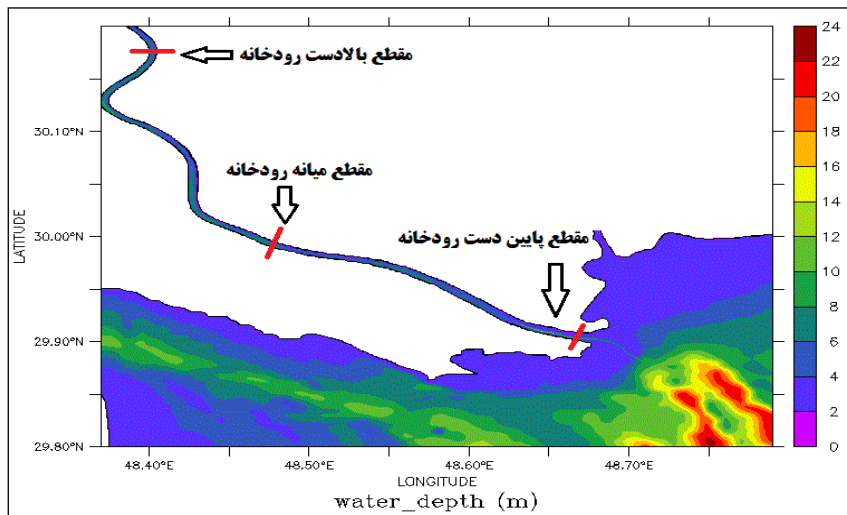 مقطع بالادست رودخانه
مقطع میانه رودخانه
مقطع پایین دست رودخانه
30.10°N
30.00°N
29.90°N
29.80°N
LATITUDE
48.40°E
48.50°E
48.60°E
48.70°E
LONGITUDE
water_depth (m)
24
22
20
18
16
14
12
10
8
6
4
2
0